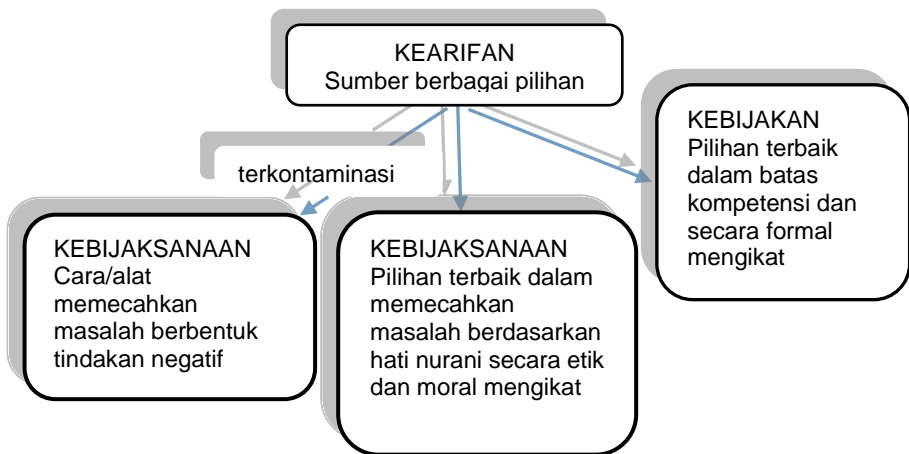 KEARIFAN
Sumber berbagai pilihan
terkontaminasi
KEBIJAKSANAAN
Cara/alat
memecahkan
masalah berbentuk
tindakan negatif
KEBIJAKSANAAN
Pilihan terbaik dalam
memecahkan
masalah berdasarkan
hati nurani secara etik
dan moral mengikat
KEBIJAKAN
Pilihan terbaik
dalam batas
kompetensi dan
secara formal
mengikat